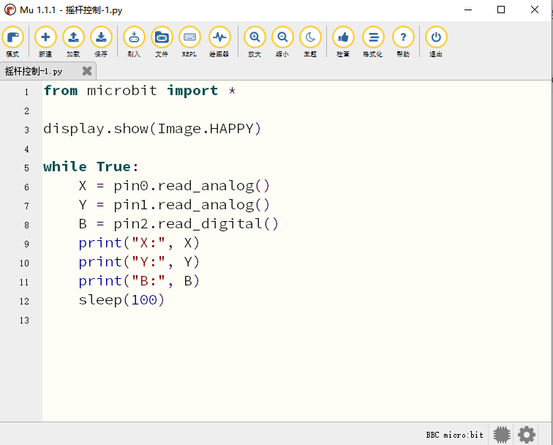 Mu 1.1.1 - 摇杆控制-1.py
模式 新建 加载 保存 刷入 文件 REPL 绘图器 放大 缩小 主题 检查 格式化 帮助 退出
摇杆控制-1.py
1 from microbit import *
2
3 display.show(Image.HAPPY)
4
5 while True:
6 X = pin0.read_analog()
7 Y = pin1.read_analog()
8 B = pin2.read_digital()
9 print("X:", X)
10 print("Y:", Y)
11 print("B:", B)
12 sleep(100)
13
BBC micro:bit